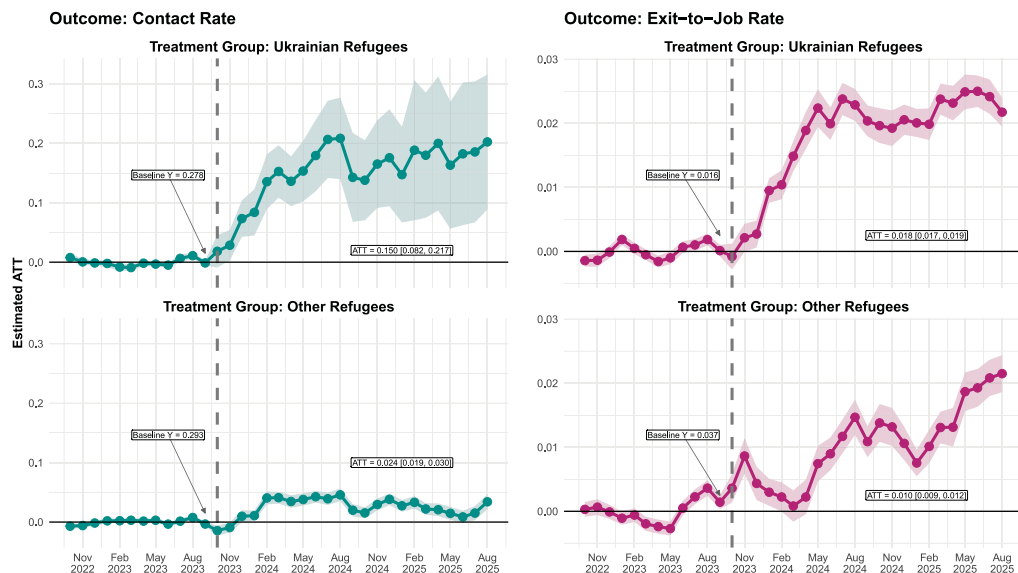 Outcome: Contact Rate
Outcome: Exit−to−Job Rate
Estimated ATT
Treatment Group: Ukrainian Refugees
0.3
0.2
0.1
0.0
Baseline Y = 0.278
ATT = 0.150 [0.082, 0.217]
Treatment Group: Ukrainian Refugees
0.03
0.02
0.01
0.00
Baseline Y = 0.016
ATT = 0.018 [0.017, 0.019]
Treatment Group: Other Refugees
0.3
0.2
0.1
0.0
Baseline Y = 0.293
ATT = 0.024 [0.019, 0.030]
Nov Feb May Aug Nov Feb May Aug Nov Feb May Aug
2022 2023 2023 2023 2023 2024 2024 2024 2024 2025 2025 2025
Treatment Group: Other Refugees
0.03
0.02
0.01
0.00
Baseline Y = 0.037
ATT = 0.010 [0.009, 0.012]
Nov Feb May Aug Nov Feb May Aug Nov Feb May Aug
2022 2023 2023 2023 2023 2024 2024 2024 2024 2025 2025 2025